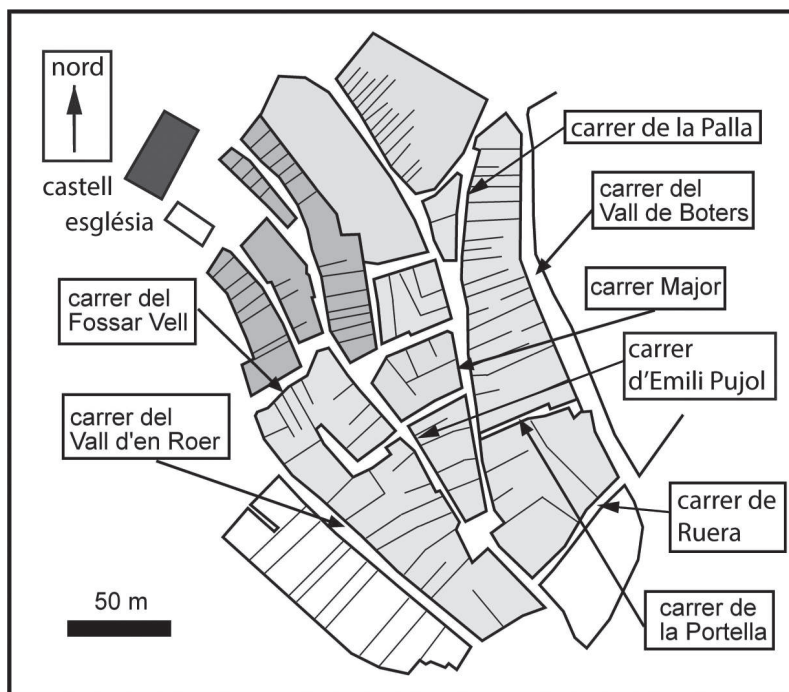 nord
castell
església
carrer del
Fossar Vell
carrer del
Vall d'en Roer
50 m
carrer de la Palla
carrer del
Vall de Boters
carrer Major
carrer
d’Emili Pujol
carrer de
Ruera
carrer de
la Portella